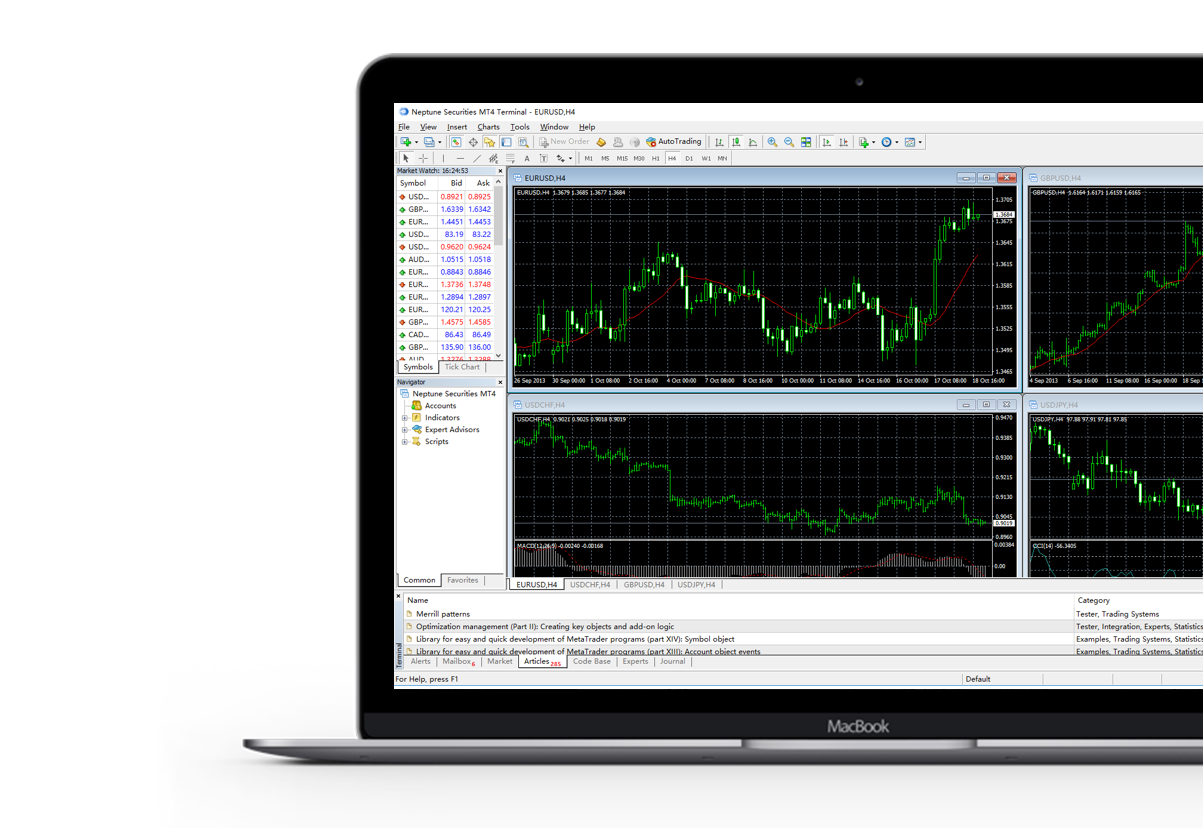 Neptune Securities MT4 Terminal - EURUSD,H4
File View Insert Charts Tools Window Help
New Order AutoTrading
A T M1 M5 M15 M30 H1 H4 D1 W1 MN
Market Watch: 16:24:53
Symbol Bid Ask
USD... 0.8921 0.8925
GBP... 1.6339 1.6342
EUR... 1.4451 1.4453
USD... 83.19 83.22
USD... 0.9620 0.9624
AUD... 1.0515 1.0518
EUR... 0.8843 0.8846
EUR... 1.3736 1.3748
EUR... 1.2894 1.2897
EUR... 120.21 120.25
GBP... 1.4575 1.4585
CAD... 86.43 86.49
GBP... 135.90 136.00
AUD... 1.3276 1.3288
Symbols Tick Chart
Navigator
Neptune Securities MT4
Accounts
Indicators
Expert Advisors
Scripts
Common Favorites
EURUSD,H4
EURUSD,H4 1.3679 1.3685 1.3677 1.3684
1.3705
1.3684
1.3675
1.3645
1.3615
1.3585
1.3555
1.3525
1.3495
1.3465
26 Sep 2013 30 Sep 00:00 1 Oct 08:00 2 Oct 16:00 4 Oct 00:00 7 Oct 08:00 8 Oct 16:00 10 Oct 00:00 11 Oct 08:00 14 Oct 16:00 16 Oct 00:00 17 Oct 08:00 18 Oct 16:00
GBPUSD,H4
GBPUSD,H4 1.6164 1.6171 1.6159 1.6165
4 Sep 2013 6 Sep 16:00 11 Sep 08:00 16 Sep 00:00 18 Sep
USDCHF,H4
USDCHF,H4 0.9021 0.9025 0.9018 0.9019
0.9470
0.9385
0.9300
0.9215
0.9130
0.9045
0.9019
0.8960
MACD(12,26,9) -0.00240 -0.00168
0.00384
0.00
USDJPY,H4
USDJPY,H4 97.88 97.91 97.81 97.85
CCI(14) -56.3405
EURUSD,H4 USDCHF,H4 GBPUSD,H4 USDJPY,H4
Terminal
Name Category
Merrill patterns Tester, Trading Systems
Optimization management (Part II): Creating key objects and add-on logic Tester, Integration, Experts, Statistics
Library for easy and quick development of MetaTrader programs (part XIV): Symbol object Examples, Trading Systems, Statistics
Library for easy and quick development of MetaTrader programs (part XIII): Account object events Examples, Trading Systems, Statistics
Alerts Mailbox 6 Market Articles 285 Code Base Experts Journal
For Help, press F1 Default
MacBook